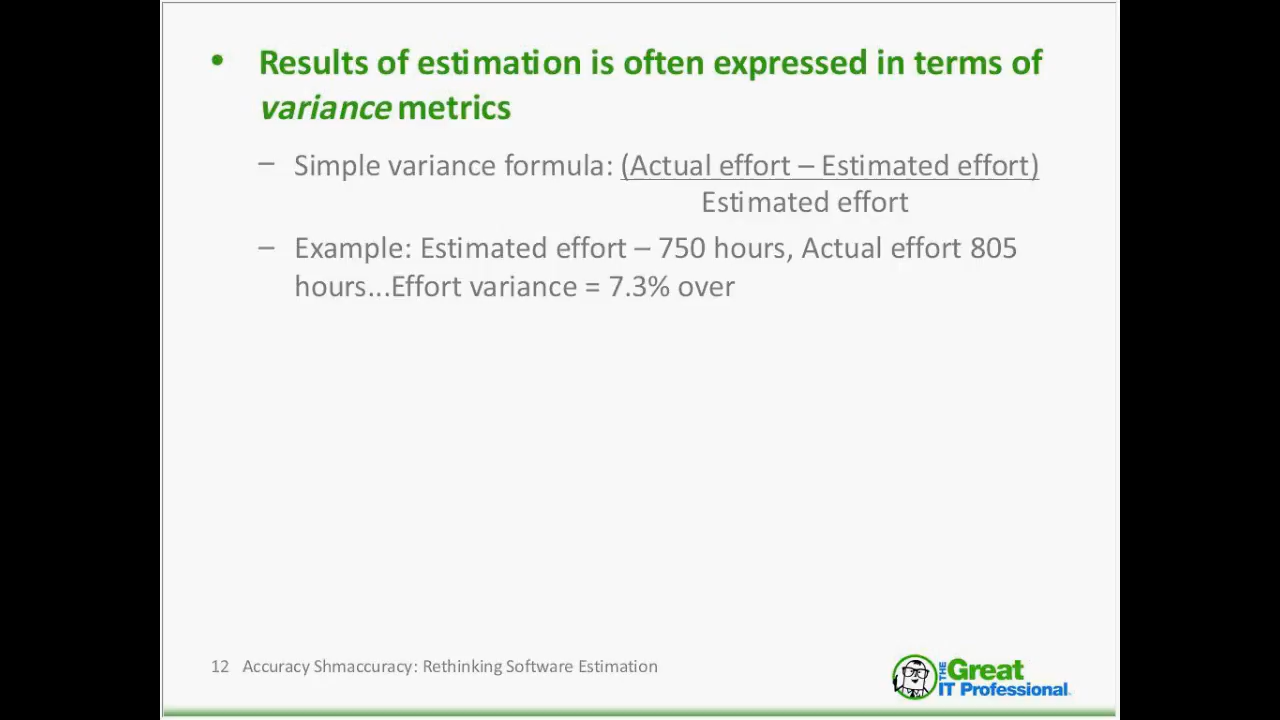 • Results of estimation is often expressed in terms of
variance metrics
– Simple variance formula: (Actual effort – Estimated effort)
Estimated effort
– Example: Estimated effort – 750 hours, Actual effort 805
hours...Effort variance = 7.3% over
12 Accuracy Shmaccuracy: Rethinking Software Estimation
THE Great
IT Professional